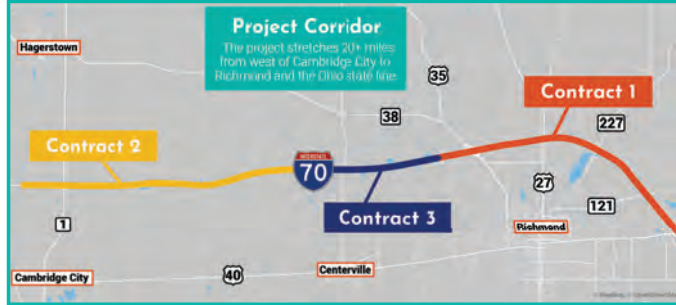 Project Corridor
The project stretches 20+ miles
from west of Cambridge City to
Richmond and the Ohio state line
Hagerstown
35
Contract 1
38
227
Contract 2
70
27
Contract 3
121
1
Richmond
Cambridge City
40
Centerville